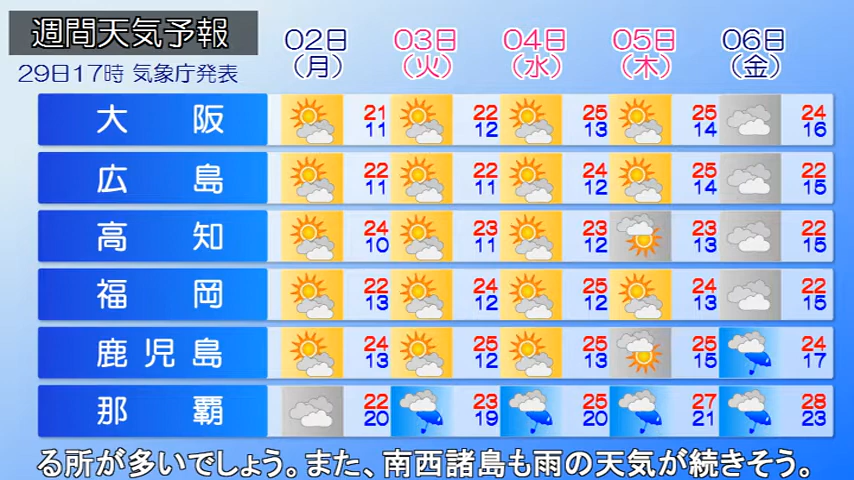 週間天気予報
29日17時 気象庁発表
02日 03日 04日 05日 06日
（月） （火） （水） （木） （金）
大阪 21 11 22 12 25 13 25 14 24 16
広島 22 11 22 11 24 12 25 14 22 15
高知 24 10 23 11 23 12 23 13 22 15
福岡 22 13 24 12 25 12 24 13 22 15
鹿児島 24 13 25 12 25 13 25 15 24 17
那覇 22 20 23 19 25 20 27 21 28 23
る所が多いでしょう。また、南西諸島も雨の天気が続きそう。